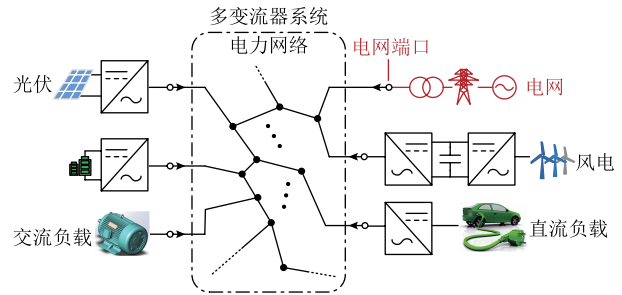 多变流器系统
电力网络
电网端口
光伏
电网
风电
交流负载
直流负载